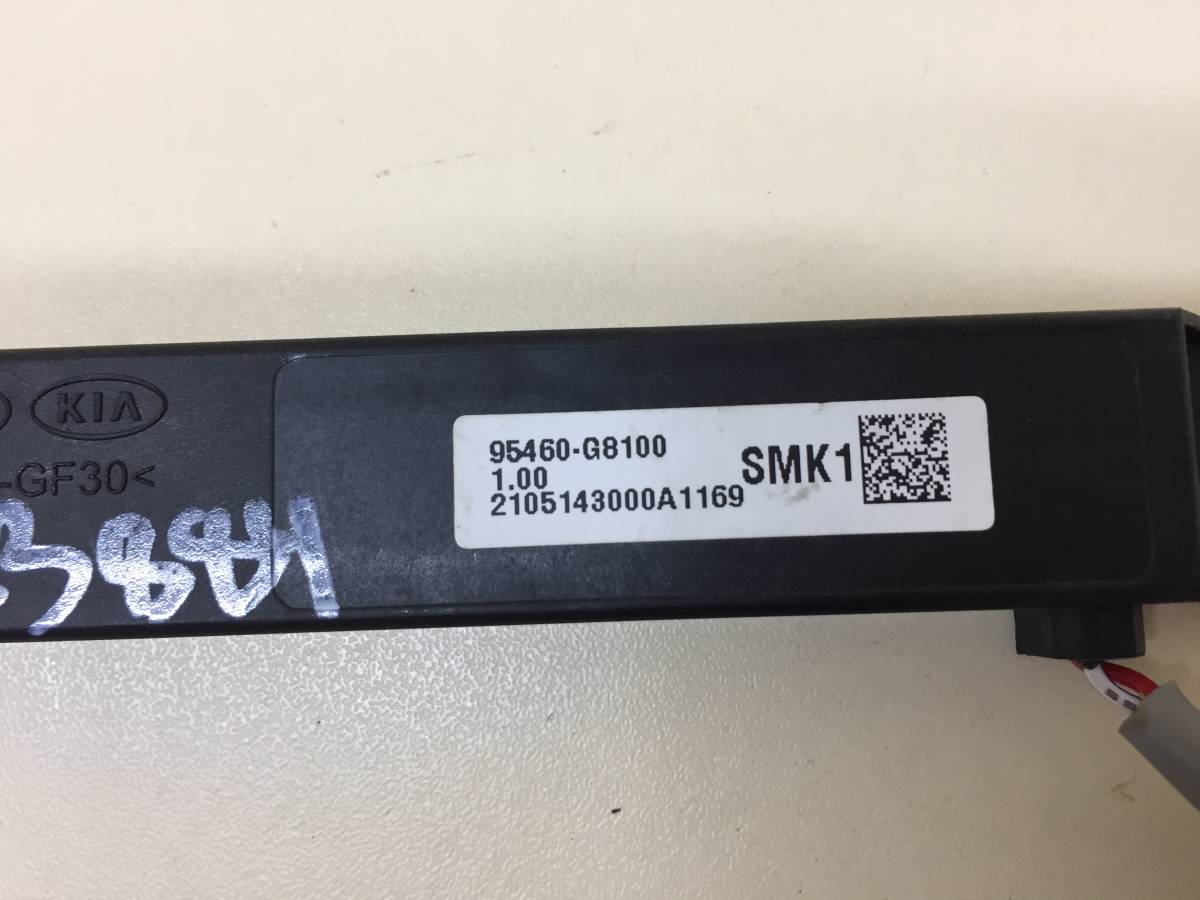 KIA
-GF30<
95460-G8100
1.00
2105143000A1169
SMK1